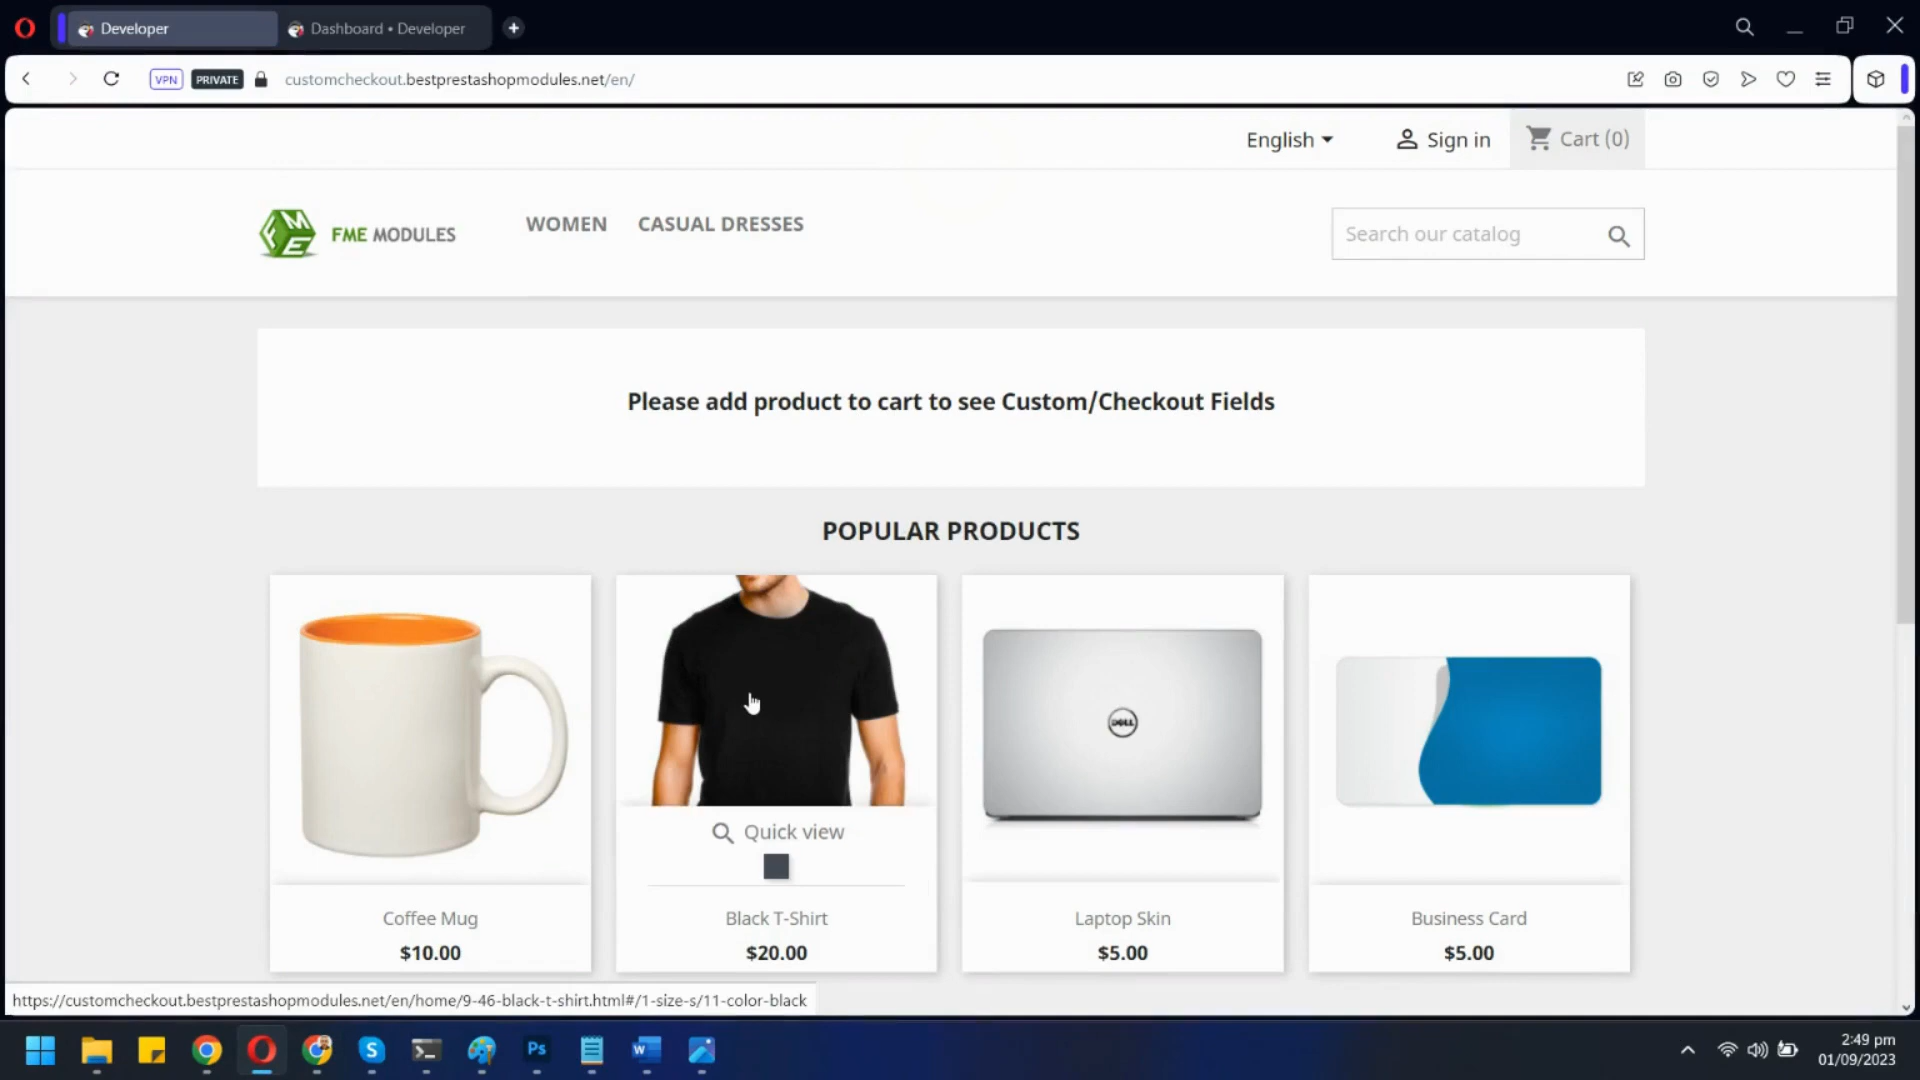 Developer
Dashboard • Developer
VPN
PRIVATE
customcheckout.bestprestashopmodules.net/en/
English
Sign in
Cart (0)
FME
FME MODULES
WOMEN
CASUAL DRESSES
Search our catalog
Please add product to cart to see Custom/Checkout Fields
POPULAR PRODUCTS
DELL
Quick view
Coffee Mug
$10.00
Black T-Shirt
$20.00
Laptop Skin
$5.00
Business Card
$5.00
https://customcheckout.bestprestashopmodules.net/en/home/9-46-black-t-shirt.html#/1-size-s/11-color-black
S
Ps
W
2:49 pm
01/09/2023